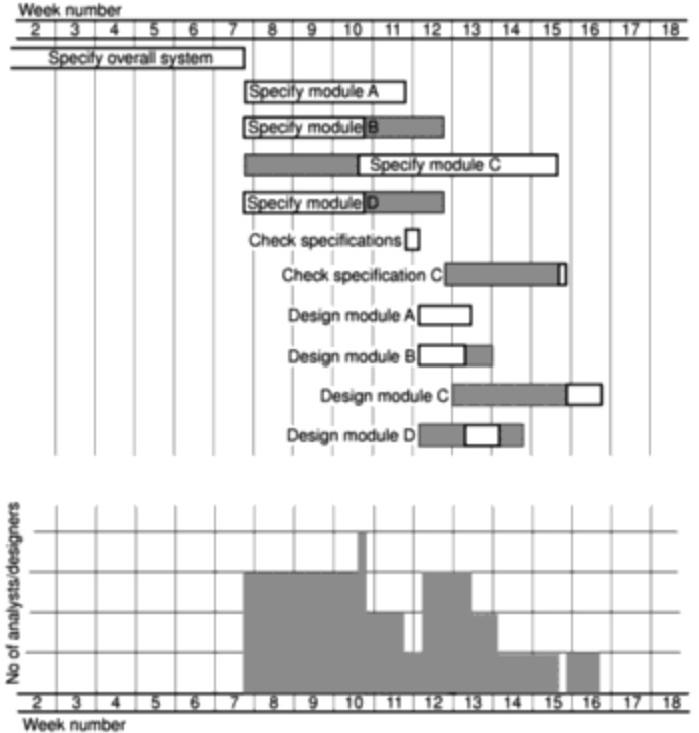 Week number
2 3 4 5 6 7 8 9 10 11 12 13 14 15 16 17 18
Specify overall system
Specify module A
Specify module B
Specify module C
Specify module D
Check specifications
Check specification C
Design module A
Design module B
Design module C
Design module D
No of analysts/designers
2 3 4 5 6 7 8 9 10 11 12 13 14 15 16 17 18
Week number